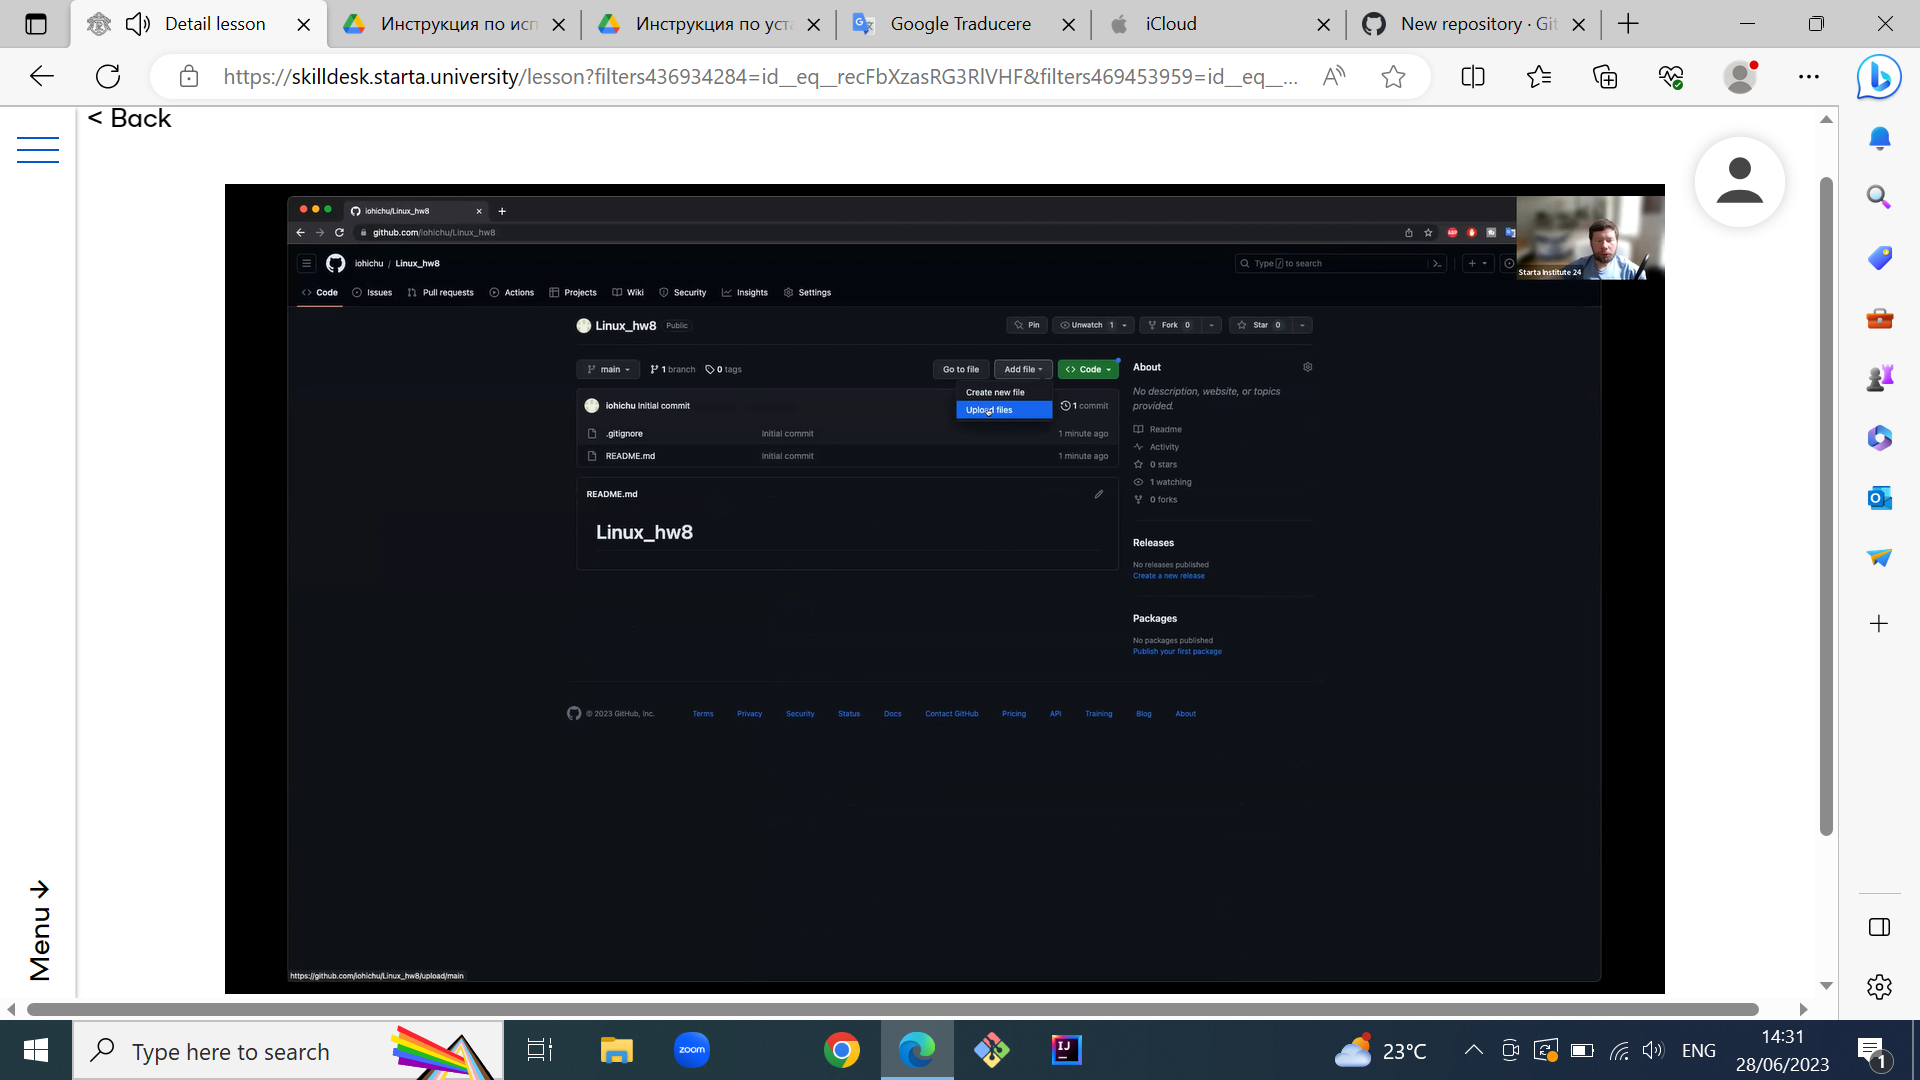 Detail lesson
Инструкция по исп
Инструкция по уст
Google Traducere
iCloud
New repository · Git
https://skilldesk.starta.university/lesson?filters436934284=id__eq__recFbXzasRG3RlVHF&filters469453959=id__eq__...
< Back
iohichu/Linux_hw8
github.com/iohichu/Linux_hw8
iohichu / Linux_hw8
Type / to search
Starta Institute 24
Code Issues Pull requests Actions Projects Wiki Security Insights Settings
Linux_hw8 Public
Pin Unwatch 1 Fork 0 Star 0
main 1 branch 0 tags
Go to file Add file Code
About
Create new file
Upload files
No description, website, or topics
provided.
iohichu Initial commit 1 commit
.gitignore Initial commit 1 minute ago
README.md Initial commit 1 minute ago
Readme
Activity
0 stars
1 watching
0 forks
README.md
Linux_hw8
Releases
No releases published
Create a new release
Packages
No packages published
Publish your first package
© 2023 GitHub, Inc. Terms Privacy Security Status Docs Contact GitHub Pricing API Training Blog About
https://github.com/iohichu/Linux_hw8/upload/main
Menu →
Type here to search
zoom
IJ
23°C
ENG
14:31
28/06/2023
1